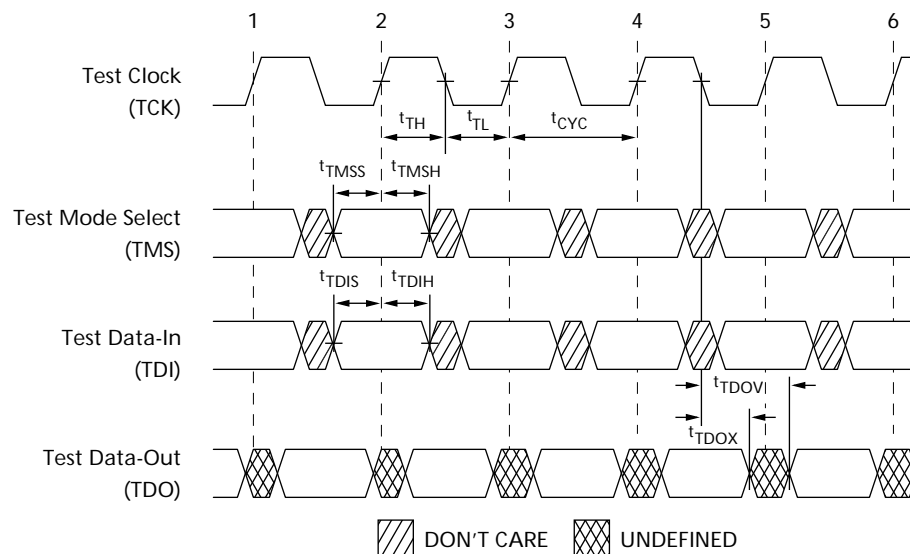 1 2 3 4 5 6
Test Clock
(TCK)
tTH tTL tCYC
tTMSS tTMSH
Test Mode Select
(TMS)
tTDIS tTDIH
Test Data-In
(TDI)
tTDOV
tTDOX
Test Data-Out
(TDO)
DON'T CARE UNDEFINED